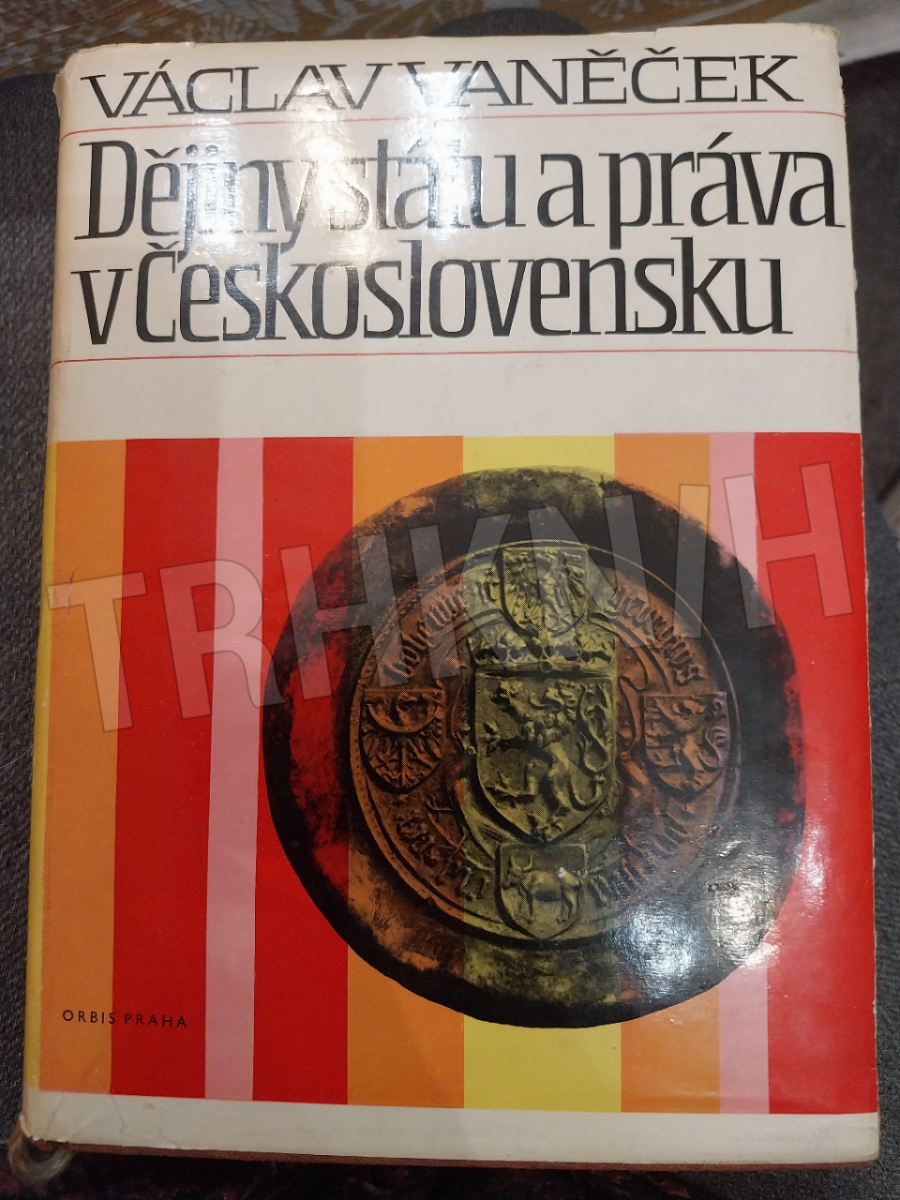 VÁCLAV VANĚČEK
Dějiny státu a práva
v Československu
TRHKNIH
ORBIS PRAHA